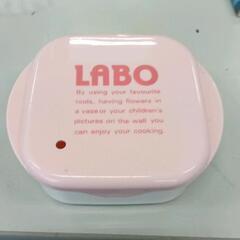 LABO
By using your favourite
tools, having flowers in
a vase or your children's
pictures on the wall you
can enjoy your cooking.